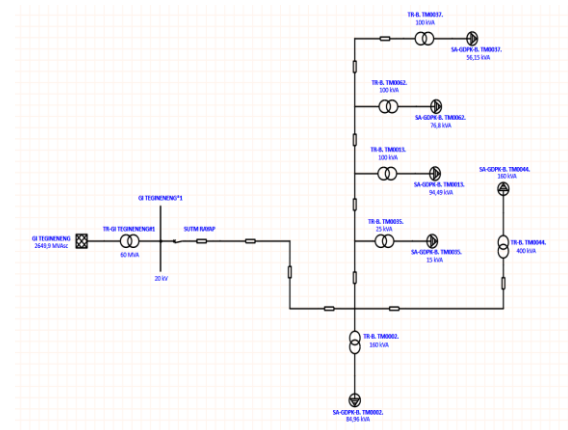 TR-B. TM0037.
100 kVA
SA-GDPK-B. TM0037.
56,15 kVA
TR-B. TM0062.
100 kVA
SA-GDPK-B. TM0062.
76,8 kVA
TR-B. TM0013.
100 kVA
SA-GDPK-B. TM0013.
94,49 kVA
SA-GDPK-B. TM0044.
160 kVA
GI TEGINENENG*1
GI TEGINENENG
2649,9 MVAsc
TR-GI TEGINENENG#1
60 MVA
SUTM RAYAP
20 kV
TR-B. TM0035.
25 kVA
SA-GDPK-B. TM0035.
15 kVA
TR-B. TM0044.
400 kVA
TR-B. TM0002.
160 kVA
SA-GDPK-B. TM0002.
84,96 kVA